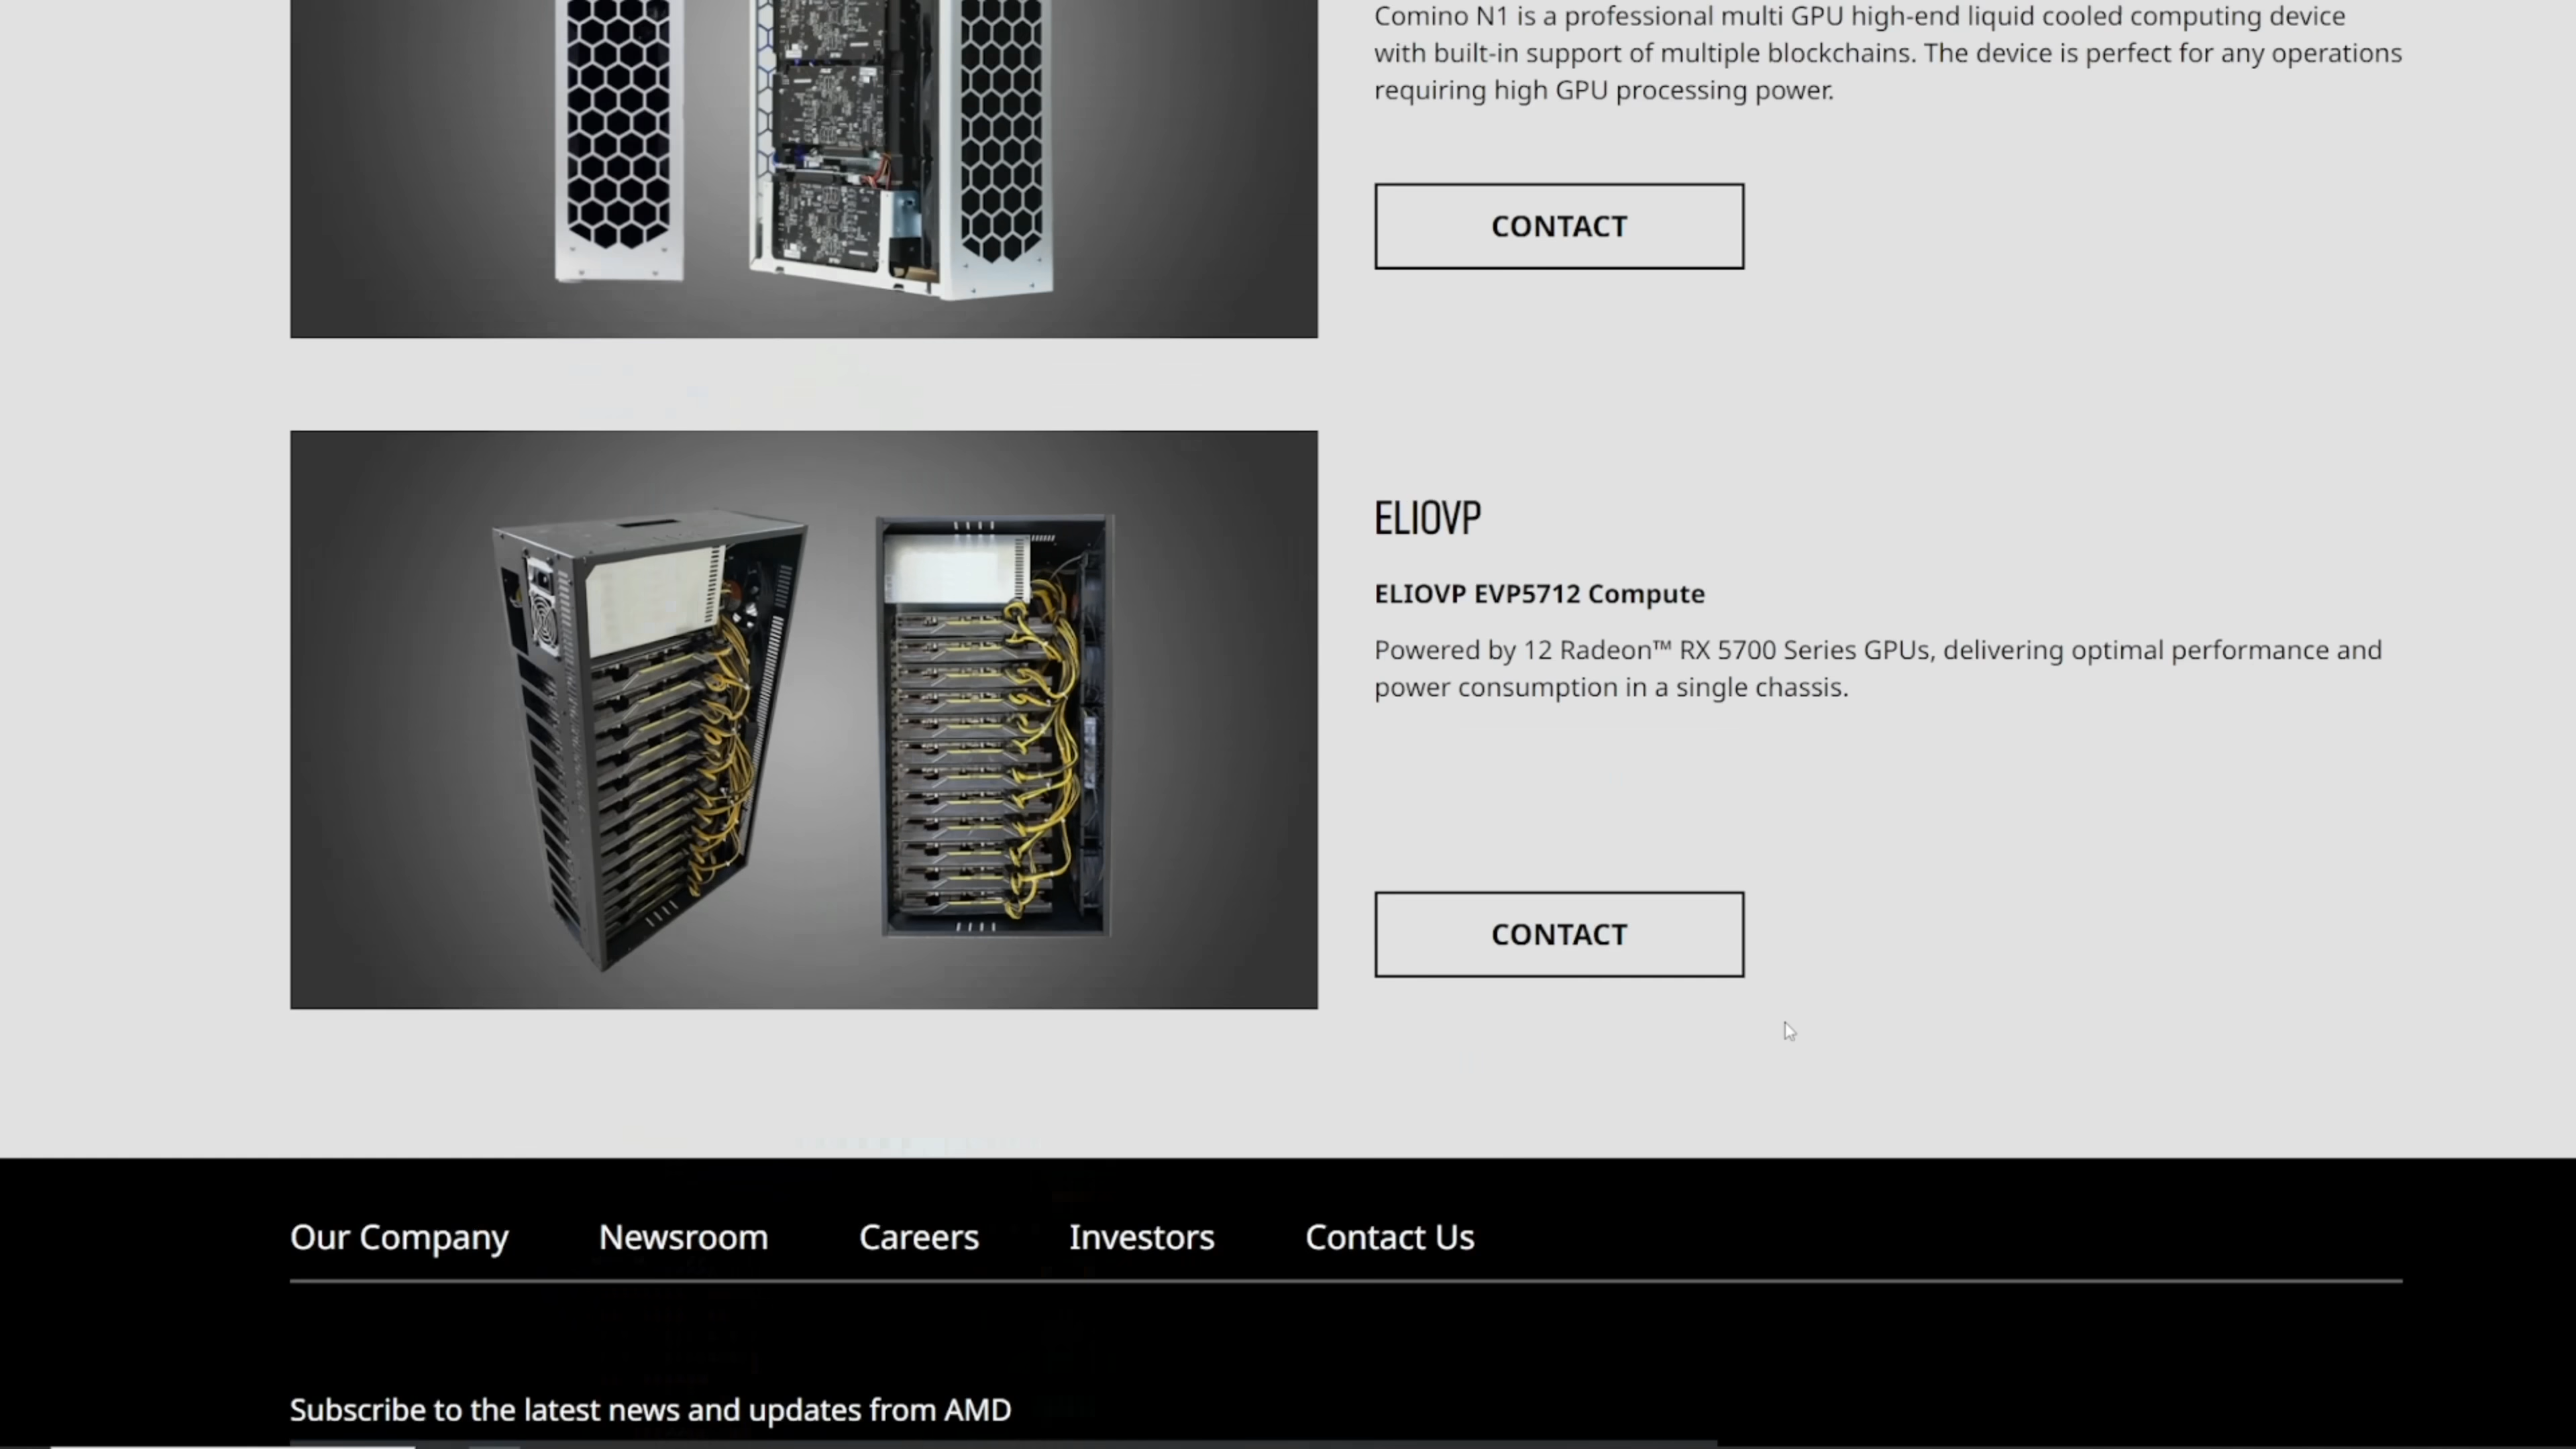 Comino N1 is a professional multi GPU high-end liquid cooled computing device
with built-in support of multiple blockchains. The device is perfect for any operations
requiring high GPU processing power.
CONTACT
ELIOVP
ELIOVP EVP5712 Compute
Powered by 12 Radeon™ RX 5700 Series GPUs, delivering optimal performance and
power consumption in a single chassis.
CONTACT
Our Company Newsroom Careers Investors Contact Us
Subscribe to the latest news and updates from AMD